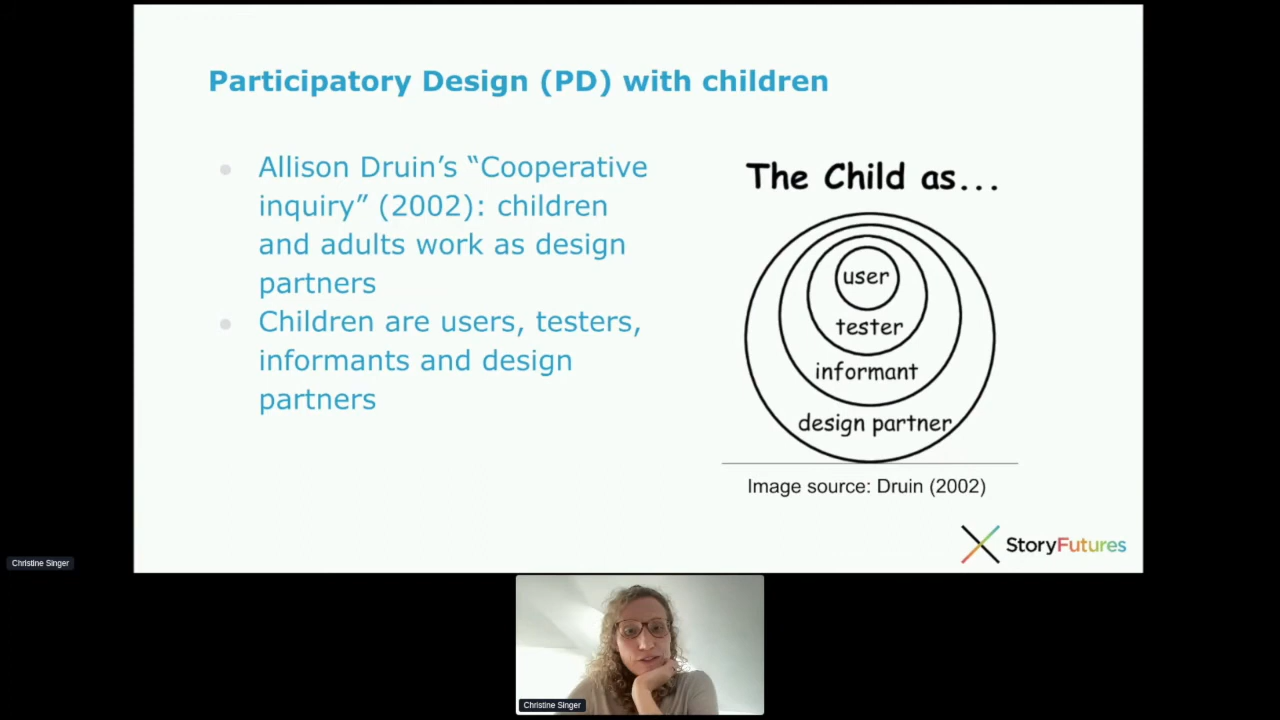 Participatory Design (PD) with children
Allison Druin’s “Cooperative
inquiry” (2002): children
and adults work as design
partners
Children are users, testers,
informants and design
partners
The Child as...
user
tester
informant
design partner
Image source: Druin (2002)
StoryFutures
Christine Singer
Christine Singer